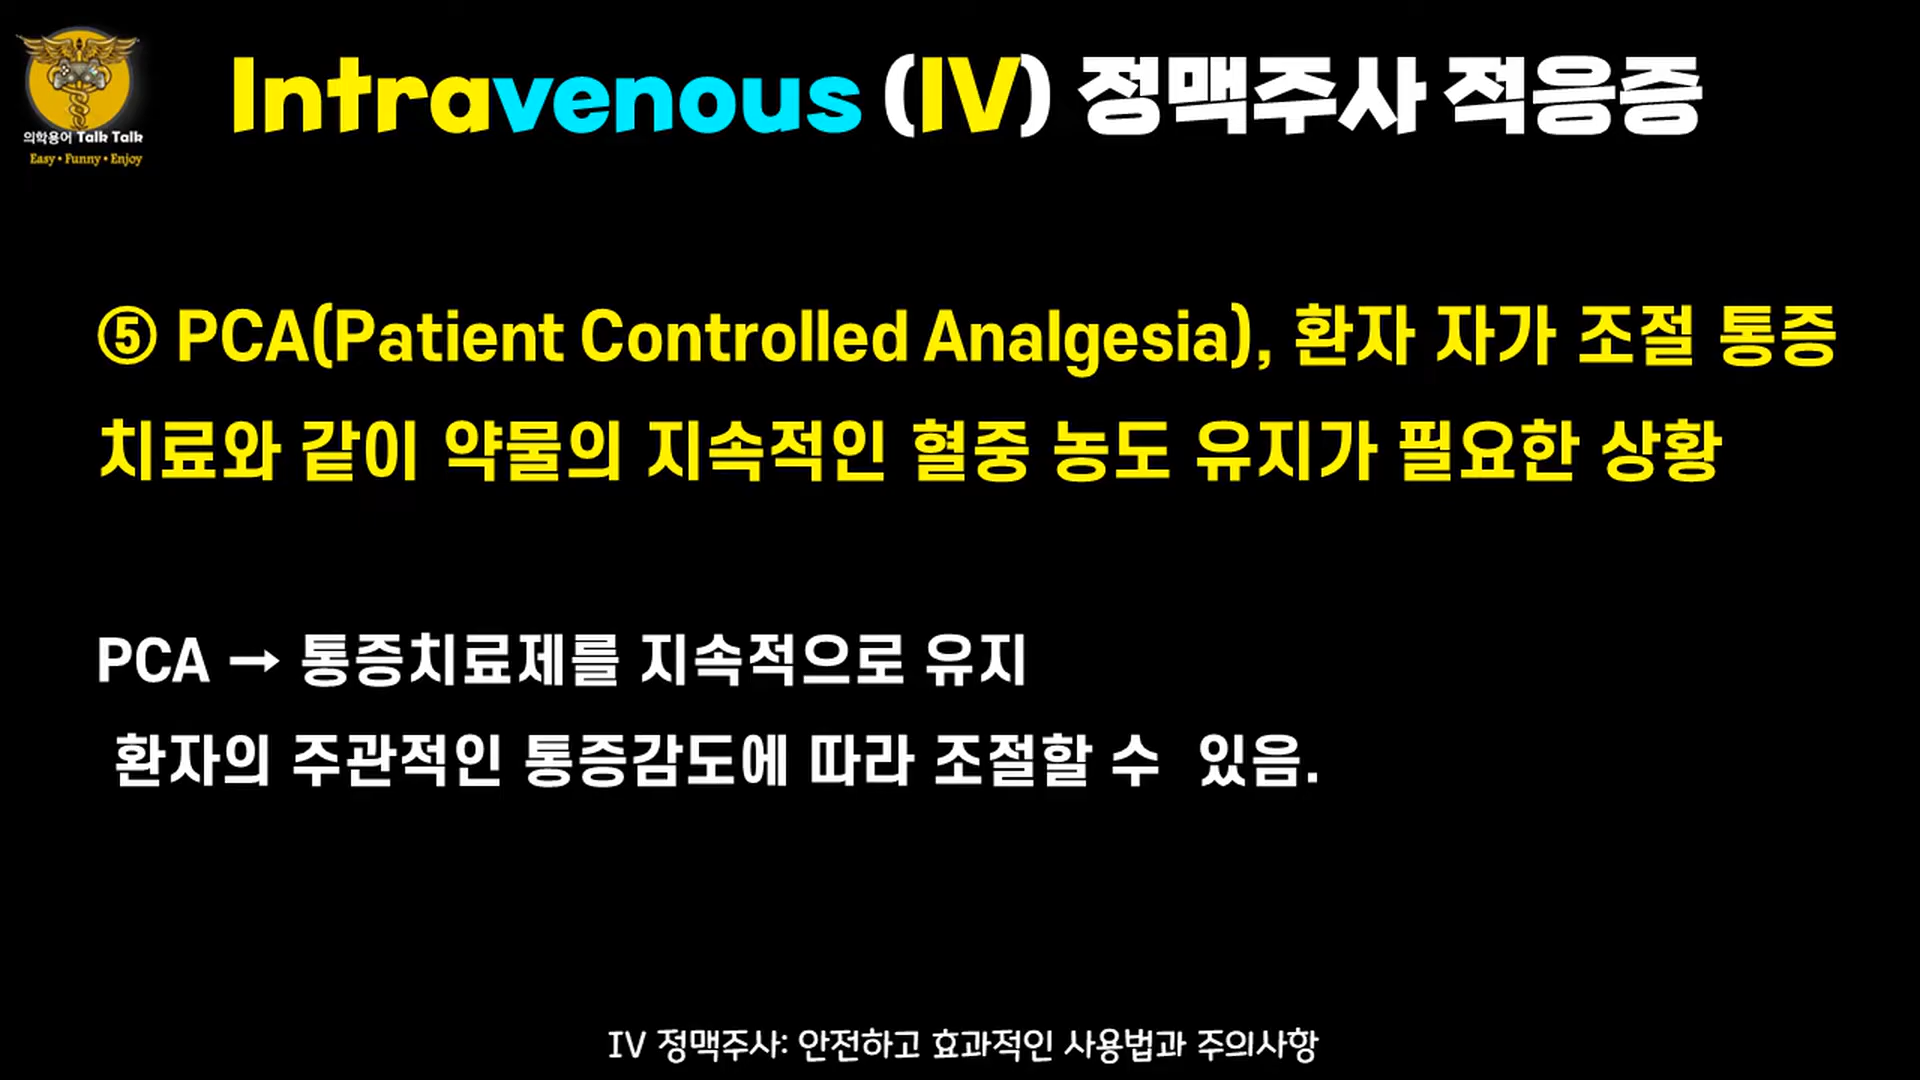 의학용어 Talk Talk
Easy • Funny • Enjoy
Intravenous (IV) 정맥주사 적응증
⑤ PCA(Patient Controlled Analgesia), 환자 자가 조절 통증
치료와 같이 약물의 지속적인 혈중 농도 유지가 필요한 상황
PCA → 통증치료제를 지속적으로 유지
환자의 주관적인 통증감도에 따라 조절할 수 있음.
IV 정맥주사: 안전하고 효과적인 사용법과 주의사항